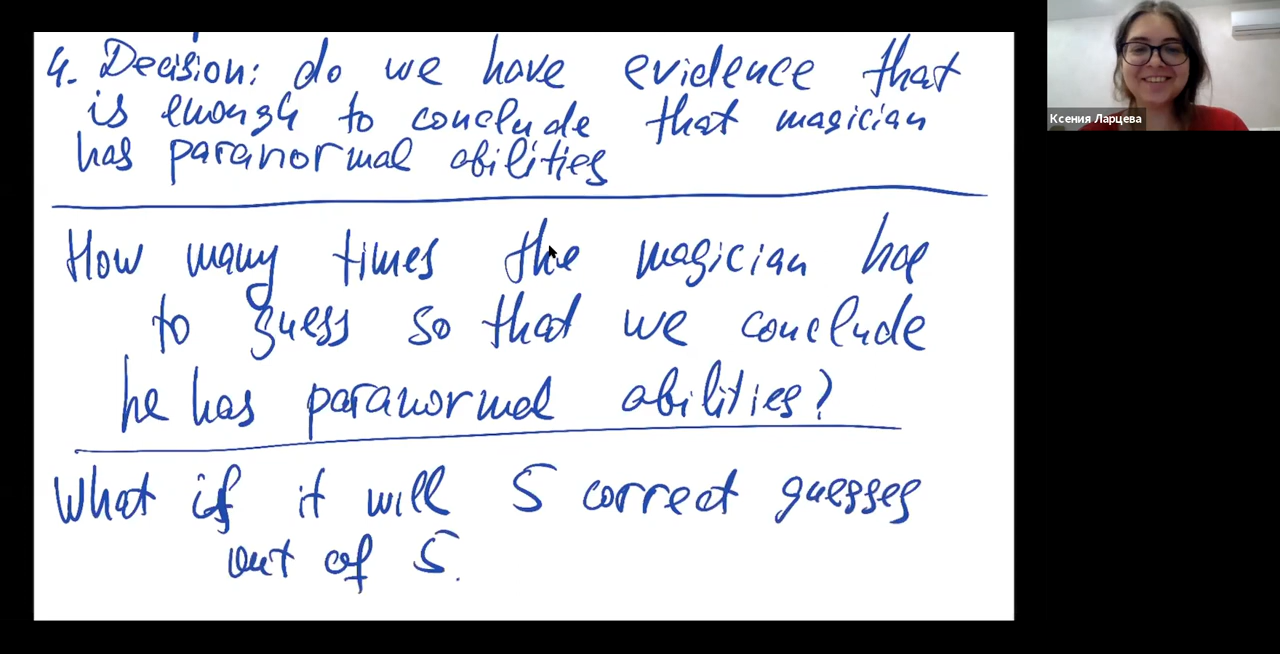 4. Decision: do we have evidence that
is enough to conclude that magician
has paranormal abilities
How many times the magician has
to guess so that we conclude
he has paranormal abilities?
What if it will 5 correct guesses
out of 5.
Ксения Ларцева